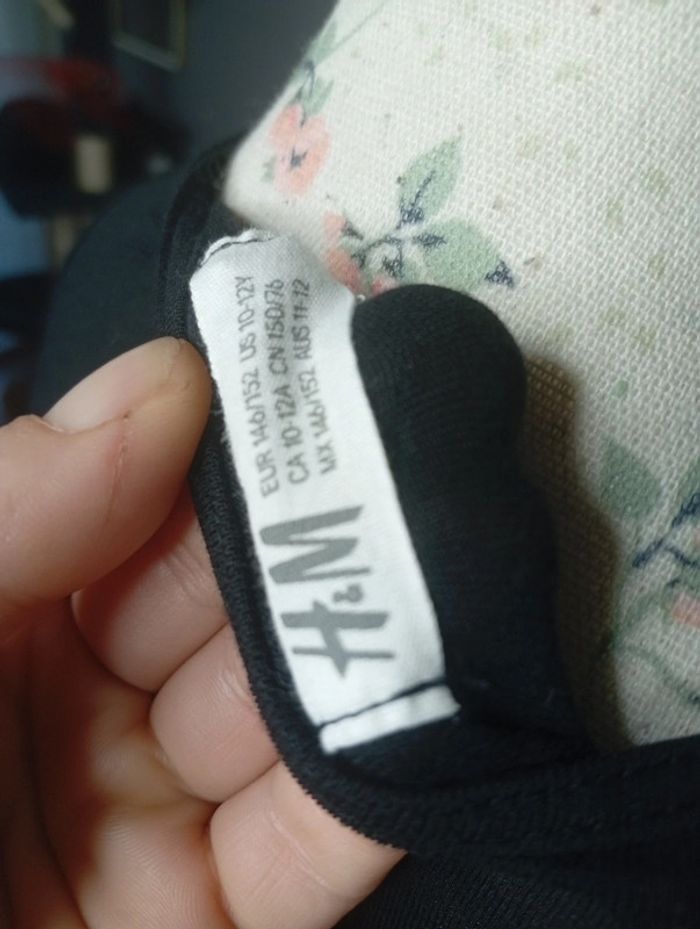 H&M
EUR 146/152 US 10-12Y
CA 10-12A CN 150/76
MX 146/152 AUS 11-12